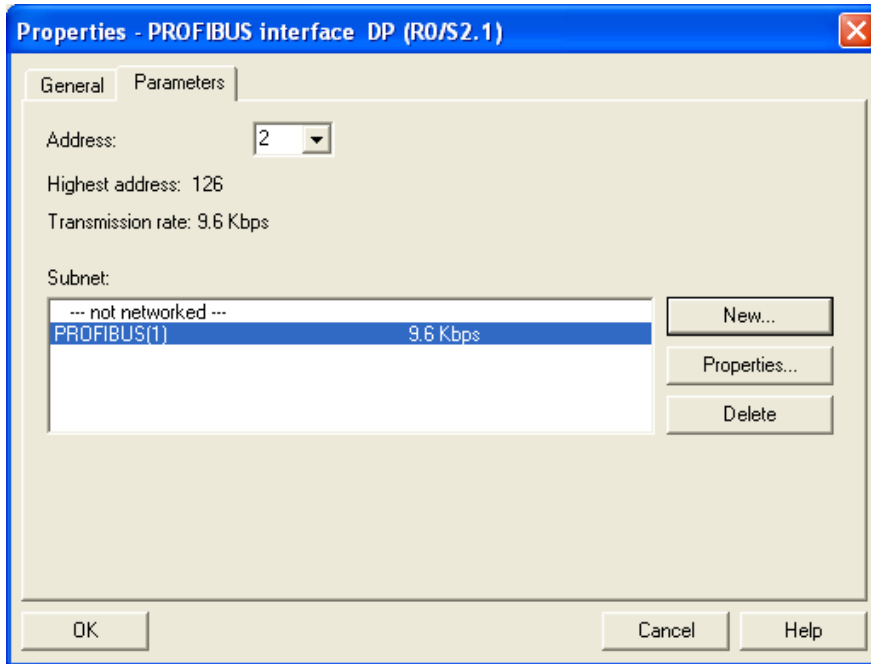 Properties - PROFIBUS interface DP (R0/S2.1)
General Parameters
Address: 2
Highest address: 126
Transmission rate: 9.6 Kbps
Subnet:
--- not networked ---
PROFIBUS(1) 9.6 Kbps
New...
Properties...
Delete
OK Cancel Help